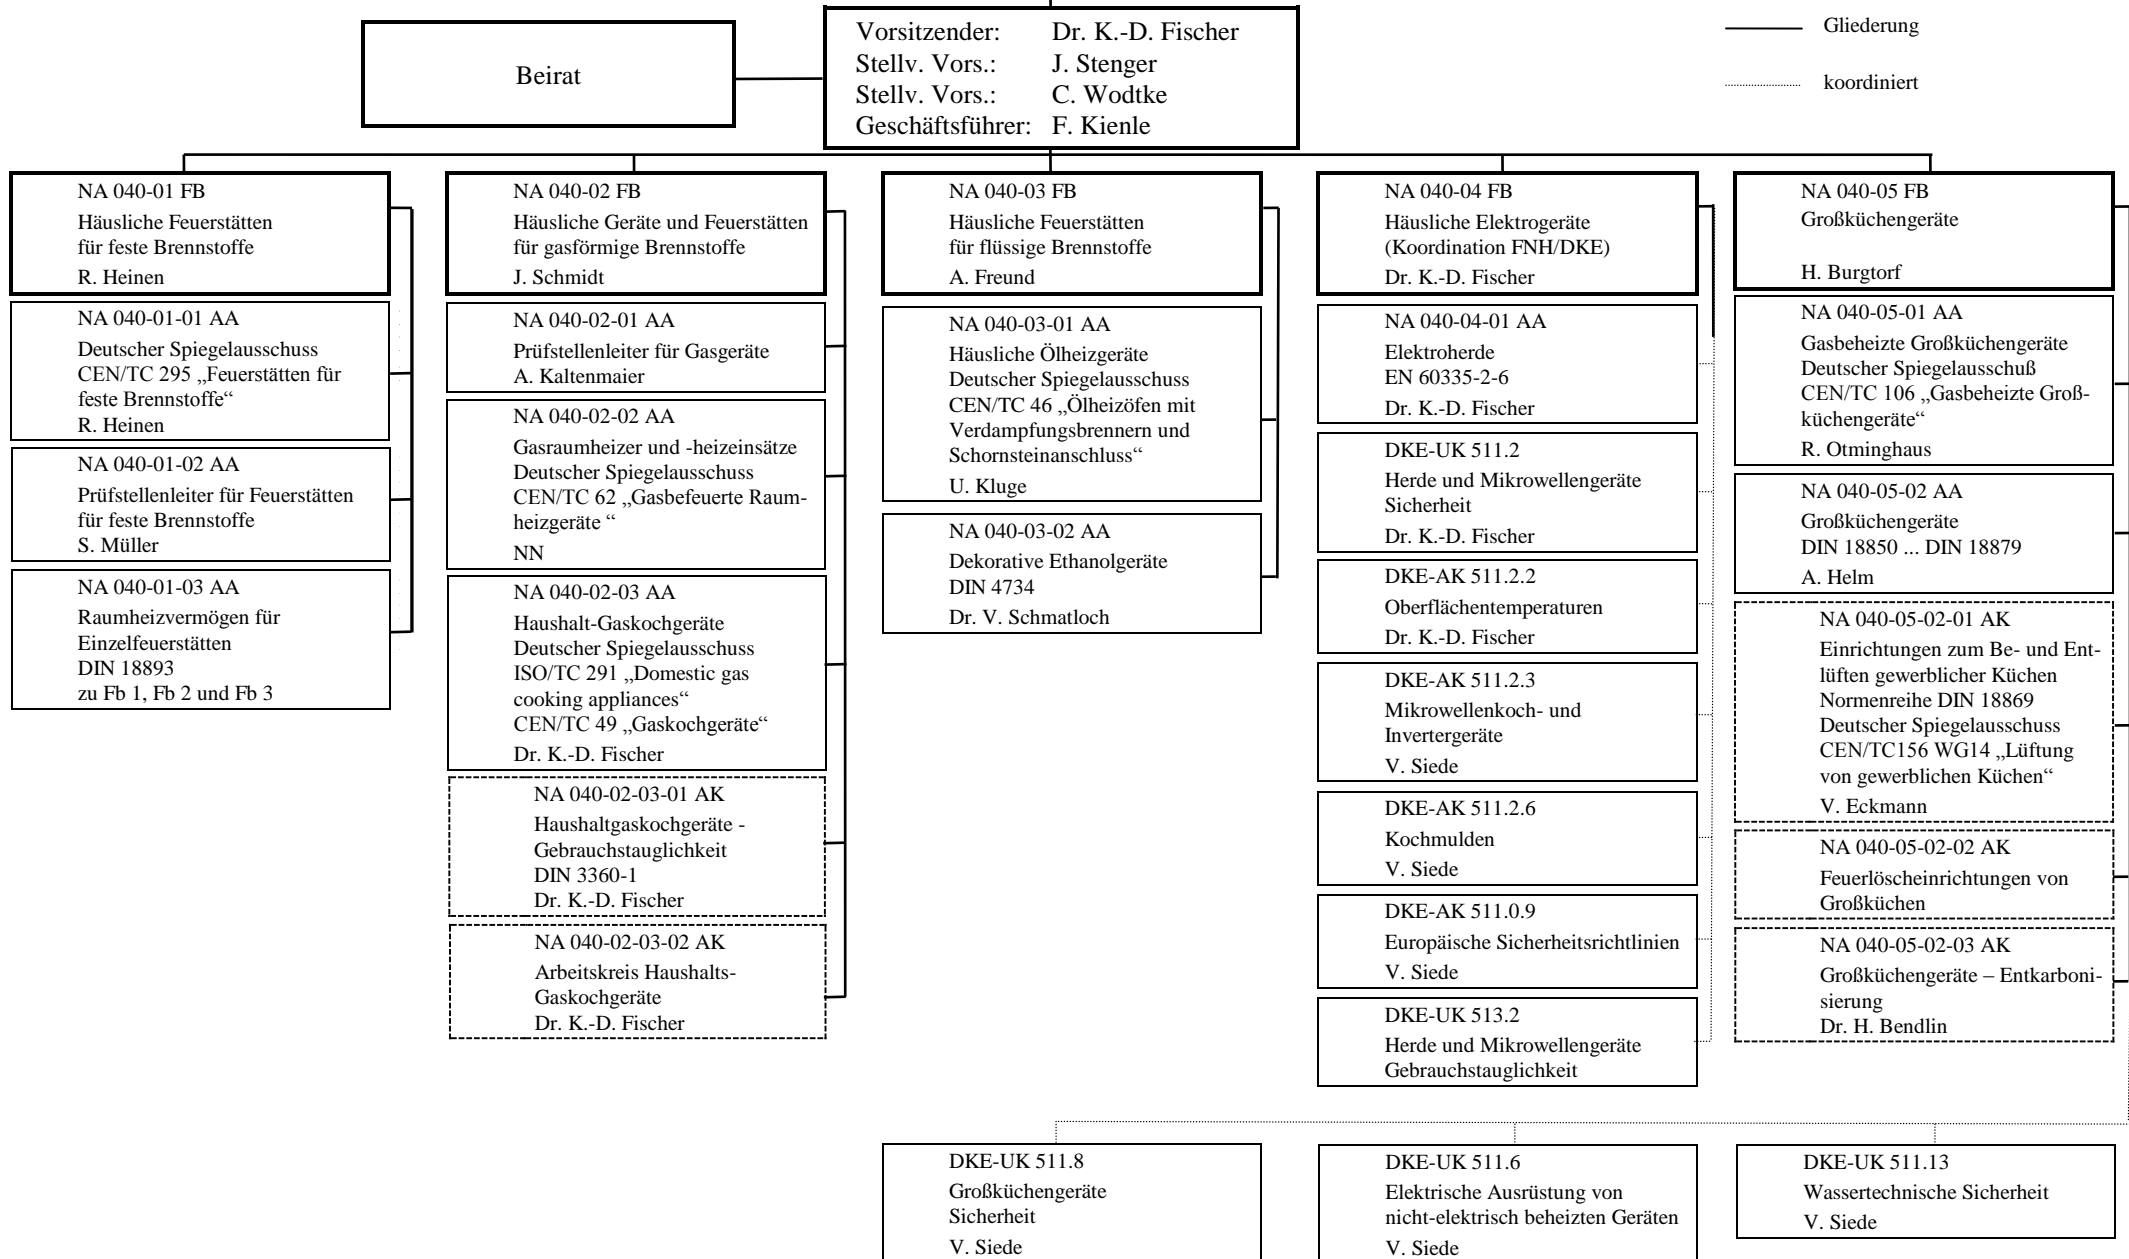 Beirat
Vorsitzender: Dr. K.-D. Fischer
Stellv. Vors.: J. Stenger
Stellv. Vors.: C. Wodtke
Geschäftsführer: F. Kienle
Gliederung
koordiniert
NA 040-01 FB
Häusliche Feuerstätten
für feste Brennstoffe
R. Heinen
NA 040-01-01 AA
Deutscher Spiegelausschuss
CEN/TC 295 „Feuerstätten für
feste Brennstoffe“
R. Heinen
NA 040-01-02 AA
Prüfstellenleiter für Feuerstätten
für feste Brennstoffe
S. Müller
NA 040-01-03 AA
Raumheizvermögen für
Einzelfeuerstätten
DIN 18893
zu Fb 1, Fb 2 und Fb 3
NA 040-02 FB
Häusliche Geräte und Feuerstätten
für gasförmige Brennstoffe
J. Schmidt
NA 040-02-01 AA
Prüfstellenleiter für Gasgeräte
A. Kaltenmaier
NA 040-02-02 AA
Gasraumheizer und -heizeinsätze
Deutscher Spiegelausschuss
CEN/TC 62 „Gasbefeuerte Raum-
heizgeräte “
NN
NA 040-02-03 AA
Haushalt-Gaskochgeräte
Deutscher Spiegelausschuss
ISO/TC 291 „Domestic gas
cooking appliances“
CEN/TC 49 „Gaskochgeräte“
Dr. K.-D. Fischer
NA 040-02-03-01 AK
Haushaltgaskochgeräte -
Gebrauchstauglichkeit
DIN 3360-1
Dr. K.-D. Fischer
NA 040-02-03-02 AK
Arbeitskreis Haushalts-
Gaskochgeräte
Dr. K.-D. Fischer
NA 040-03 FB
Häusliche Feuerstätten
für flüssige Brennstoffe
A. Freund
NA 040-03-01 AA
Häusliche Ölheizgeräte
Deutscher Spiegelausschuss
CEN/TC 46 „Ölheizöfen mit
Verdampfungsbrennern und
Schornsteinanschluss“
U. Kluge
NA 040-03-02 AA
Dekorative Ethanolgeräte
DIN 4734
Dr. V. Schmatloch
NA 040-04 FB
Häusliche Elektrogeräte
(Koordination FNH/DKE)
Dr. K.-D. Fischer
NA 040-04-01 AA
Elektroherde
EN 60335-2-6
Dr. K.-D. Fischer
DKE-UK 511.2
Herde und Mikrowellengeräte
Sicherheit
Dr. K.-D. Fischer
DKE-AK 511.2.2
Oberflächentemperaturen
Dr. K.-D. Fischer
DKE-AK 511.2.3
Mikrowellenkoch- und
Invertergeräte
V. Siede
DKE-AK 511.2.6
Kochmulden
V. Siede
DKE-AK 511.0.9
Europäische Sicherheitsrichtlinien
V. Siede
DKE-UK 513.2
Herde und Mikrowellengeräte
Gebrauchstauglichkeit
NA 040-05 FB
Großküchengeräte
H. Burgtorf
NA 040-05-01 AA
Gasbeheizte Großküchengeräte
Deutscher Spiegelausschuß
CEN/TC 106 „Gasbeheizte Groß-
küchengeräte“
R. Otminghaus
NA 040-05-02 AA
Großküchengeräte
DIN 18850 ... DIN 18879
A. Helm
NA 040-05-02-01 AK
Einrichtungen zum Be- und Ent-
lüften gewerblicher Küchen
Normenreihe DIN 18869
Deutscher Spiegelausschuss
CEN/TC156 WG14 „Lüftung
von gewerblichen Küchen“
V. Eckmann
NA 040-05-02-02 AK
Feuerlöscheinrichtungen von
Großküchen
NA 040-05-02-03 AK
Großküchengeräte – Entkarboni-
sierung
Dr. H. Bendlin
DKE-UK 511.8
Großküchengeräte
Sicherheit
V. Siede
DKE-UK 511.6
Elektrische Ausrüstung von
nicht-elektrisch beheizten Geräten
V. Siede
DKE-UK 511.13
Wassertechnische Sicherheit
V. Siede